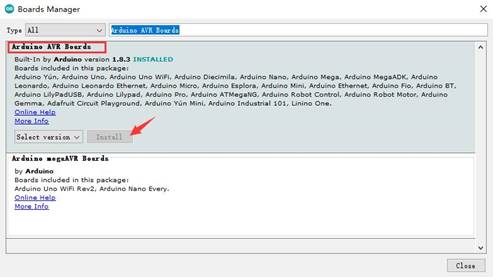 Boards Manager
Type All Arduino AVR Boards
Arduino AVR Boards
Built-In by Arduino version 1.8.3 INSTALLED
Boards included in this package:
Arduino Yún, Arduino Uno, Arduino Uno WiFi, Arduino Diecimila, Arduino Nano, Arduino Mega, Arduino MegaADK, Arduino
Leonardo, Arduino Leonardo Ethernet, Arduino Micro, Arduino Esplora, Arduino Mini, Arduino Ethernet, Arduino Fio, Arduino BT,
Arduino LilyPadUSB, Arduino Lilypad, Arduino Pro, Arduino ATMegaNG, Arduino Robot Control, Arduino Robot Motor, Arduino
Gemma, Adafruit Circuit Playground, Arduino Yún Mini, Arduino Industrial 101, Linino One.
Online Help
More Info
Select version Install
Arduino megaAVR Boards
by Arduino
Boards included in this package:
Arduino Uno WiFi Rev2, Arduino Nano Every.
Online Help
More Info
Close